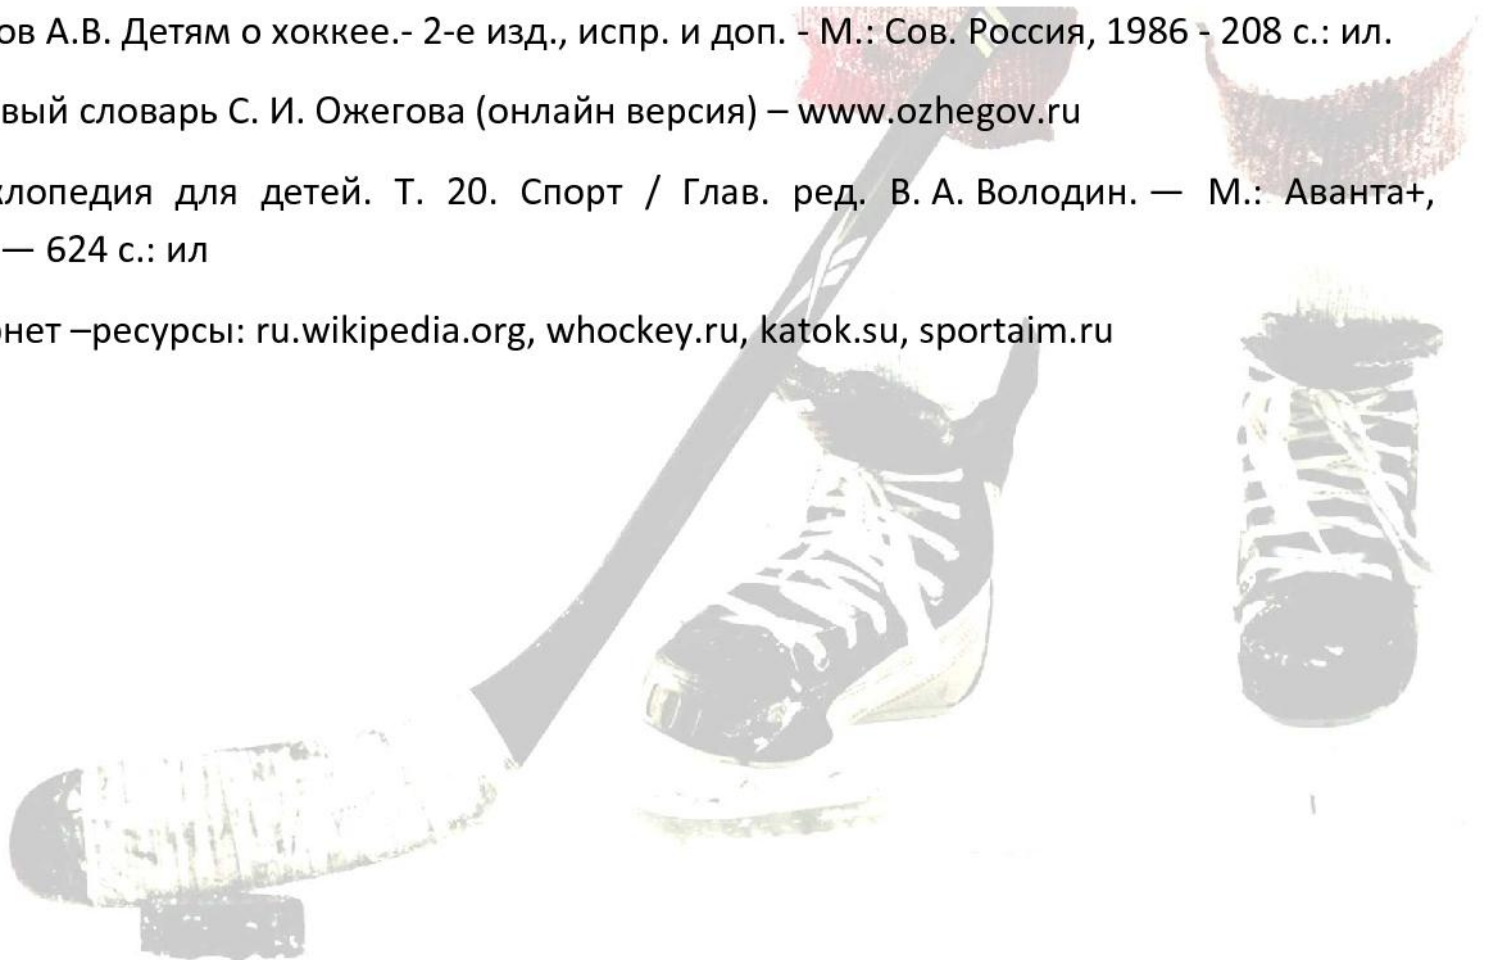 ов А.В. Детям о хоккее.- 2-е изд., испр. и доп. - М.: Сов. Россия, 1986 - 208 с.: ил.
вый словарь С. И. Ожегова (онлайн версия) – www.ozhegov.ru
клопедия для детей. Т. 20. Спорт / Глав. ред. В. А. Володин. — М.: Аванта+,
— 624 с.: ил
рнет –ресурсы: ru.wikipedia.org, whockey.ru, katok.su, sportaim.ru